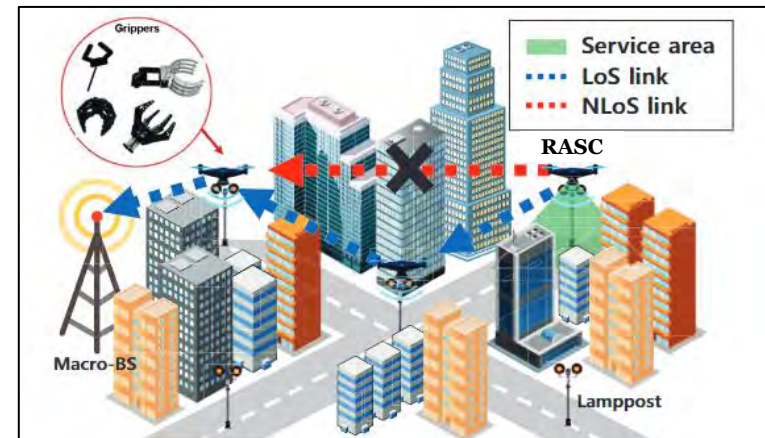 Grippers
Service area
LoS link
NLoS link
RASC
Macro-BS
Lamppost